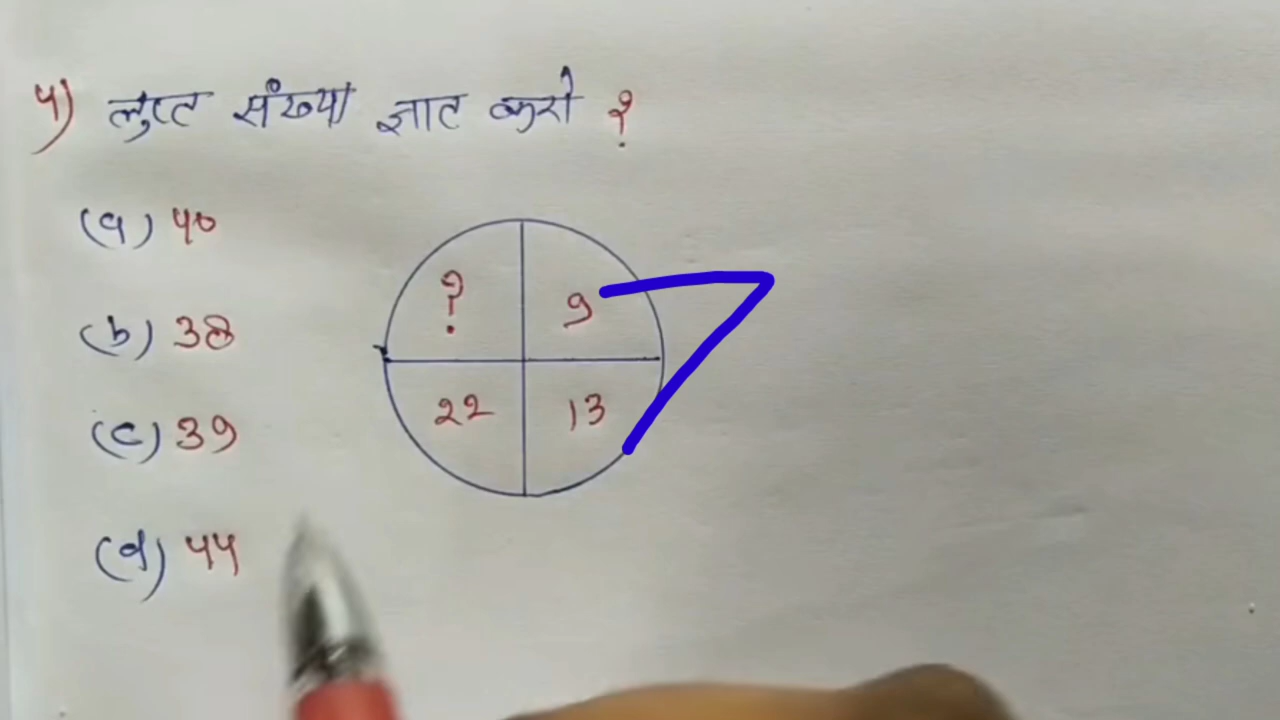 4) लुप्त संख्या ज्ञात करो ?
(a) 40
(b) 38
(c) 39
(d) 44
? 9
22 13